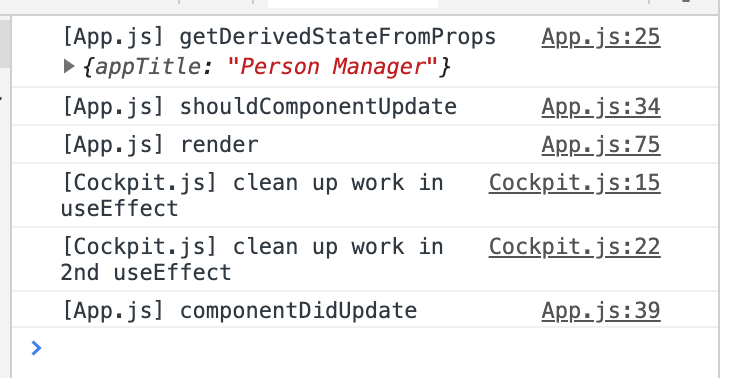 [App.js] getDerivedStateFromProps App.js:25
{appTitle: "Person Manager"}
[App.js] shouldComponentUpdate App.js:34
[App.js] render App.js:75
[Cockpit.js] clean up work in Cockpit.js:15
useEffect
[Cockpit.js] clean up work in Cockpit.js:22
2nd useEffect
[App.js] componentDidUpdate App.js:39